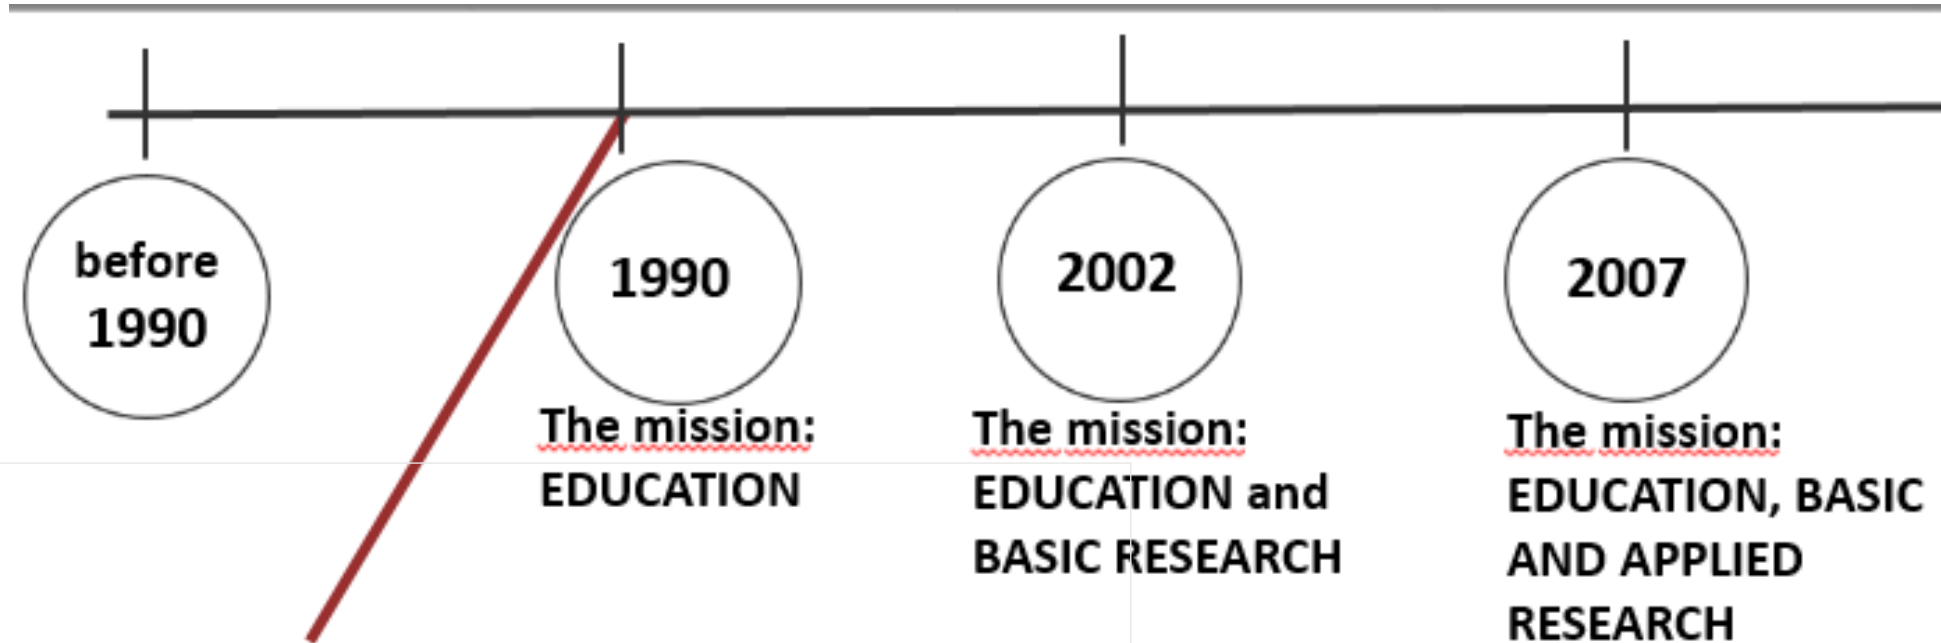 before
1990
1990
The mission:
EDUCATION
2002
The mission:
EDUCATION and
BASIC RESEARCH
2007
The mission:
EDUCATION, BASIC
AND APPLIED
RESEARCH